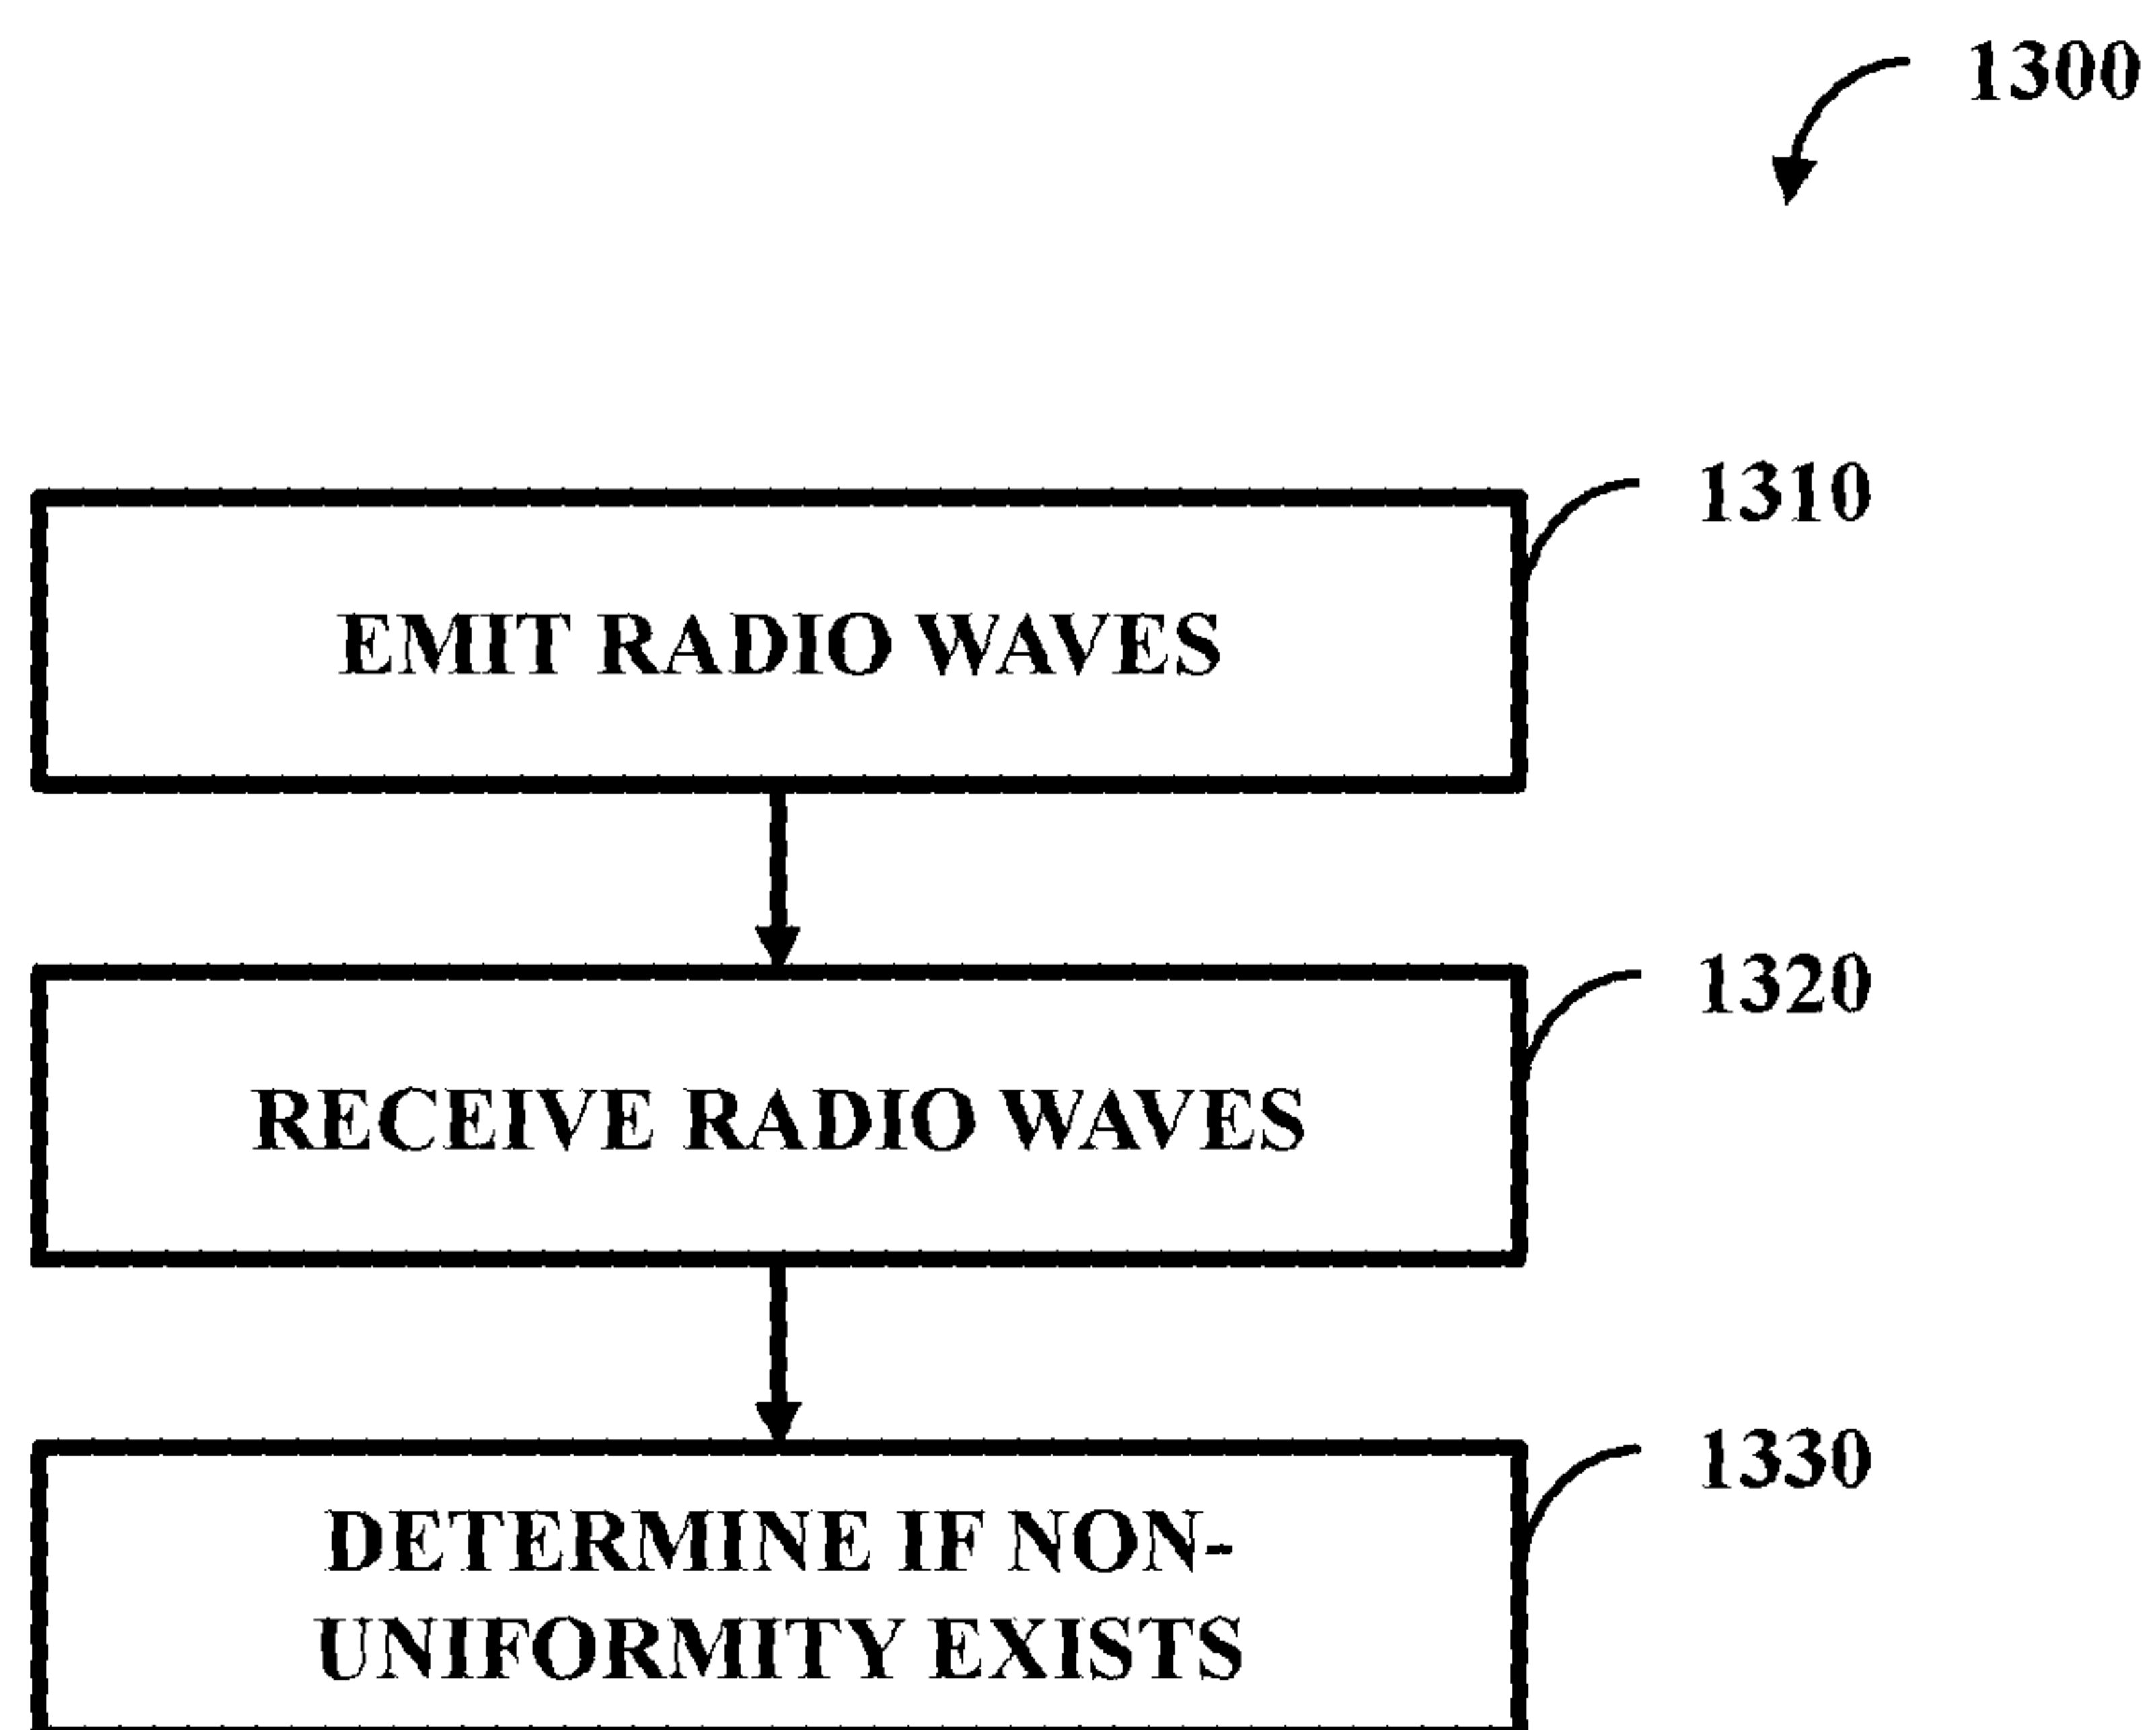 1300
1310
EMIT RADIO WAVES
1320
RECEIVE RADIO WAVES
1330
DETERMINE IF NON-
UNIFORMITY EXISTS